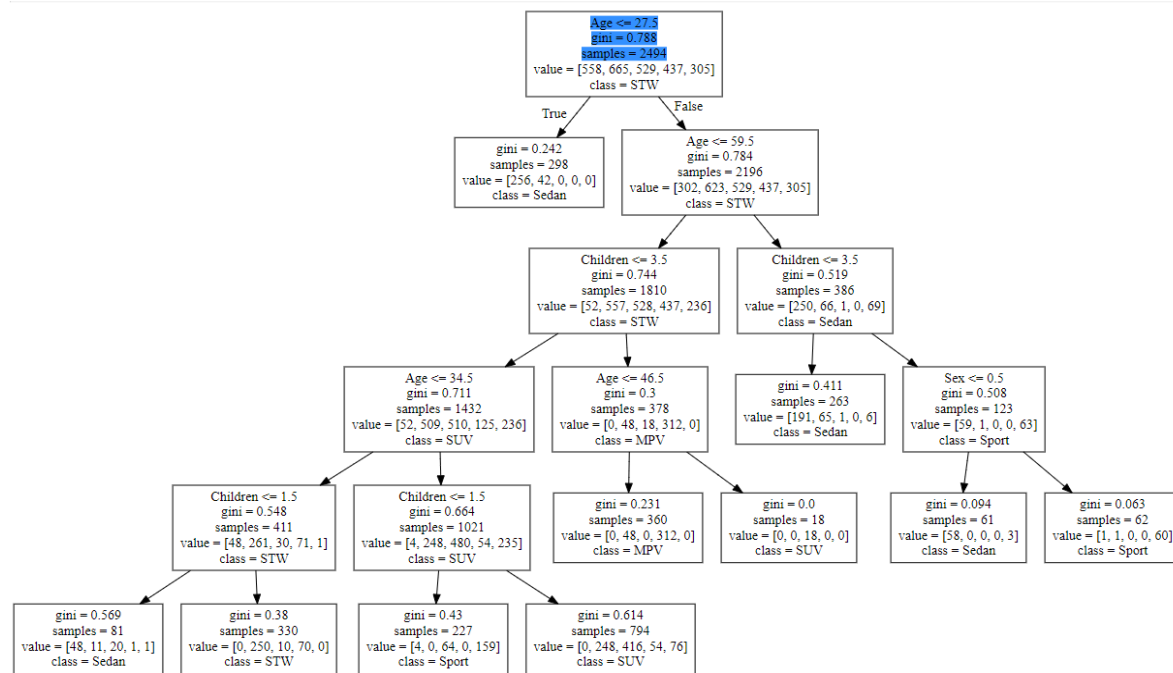 Age <= 27.5
gini = 0.788
samples = 2494
value = [558, 665, 529, 437, 305]
class = STW
True
False
gini = 0.242
samples = 298
value = [256, 42, 0, 0, 0]
class = Sedan
Age <= 59.5
gini = 0.784
samples = 2196
value = [302, 623, 529, 437, 305]
class = STW
Children <= 3.5
gini = 0.744
samples = 1810
value = [52, 557, 528, 437, 236]
class = STW
Children <= 3.5
gini = 0.519
samples = 386
value = [250, 66, 1, 0, 69]
class = Sedan
Age <= 34.5
gini = 0.711
samples = 1432
value = [52, 509, 510, 125, 236]
class = SUV
Age <= 46.5
gini = 0.3
samples = 378
value = [0, 48, 18, 312, 0]
class = MPV
gini = 0.411
samples = 263
value = [191, 65, 1, 0, 6]
class = Sedan
Sex <= 0.5
gini = 0.508
samples = 123
value = [59, 1, 0, 0, 63]
class = Sport
Children <= 1.5
gini = 0.548
samples = 411
value = [48, 261, 30, 71, 1]
class = STW
Children <= 1.5
gini = 0.664
samples = 1021
value = [4, 248, 480, 54, 235]
class = SUV
gini = 0.231
samples = 360
value = [0, 48, 0, 312, 0]
class = MPV
gini = 0.0
samples = 18
value = [0, 0, 18, 0, 0]
class = SUV
gini = 0.094
samples = 61
value = [58, 0, 0, 0, 3]
class = Sedan
gini = 0.063
samples = 62
value = [1, 1, 0, 0, 60]
class = Sport
gini = 0.569
samples = 81
value = [48, 11, 20, 1, 1]
class = Sedan
gini = 0.38
samples = 330
value = [0, 250, 10, 70, 0]
class = STW
gini = 0.43
samples = 227
value = [4, 0, 64, 0, 159]
class = Sport
gini = 0.614
samples = 794
value = [0, 248, 416, 54, 76]
class = SUV